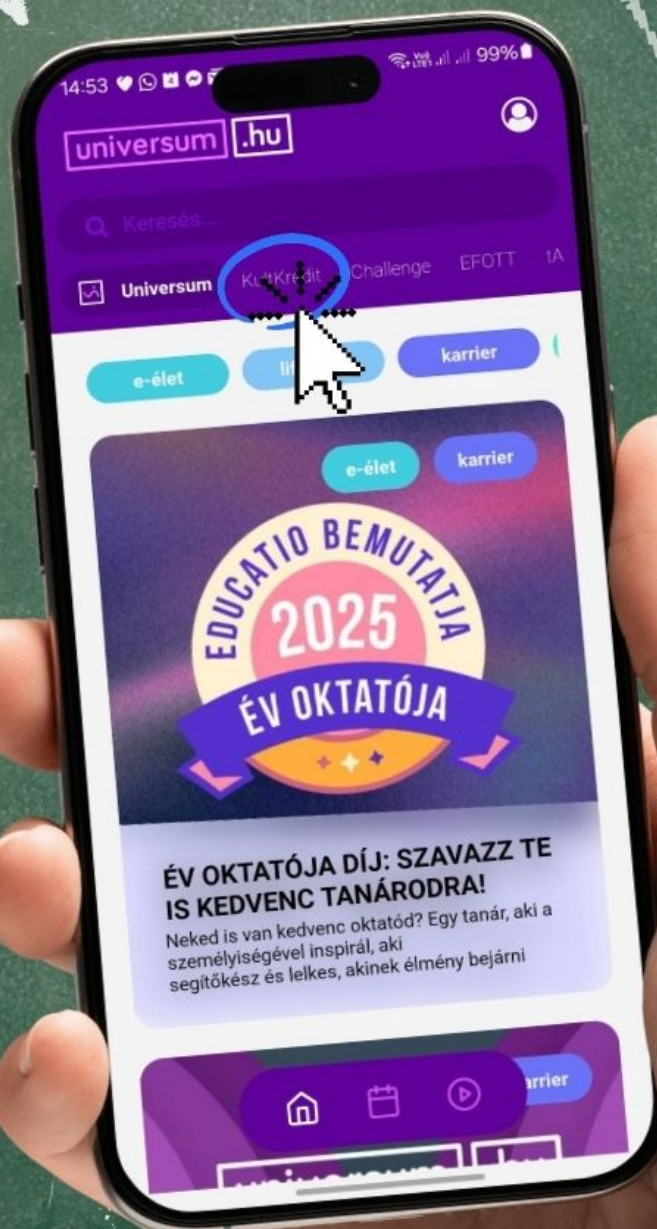 14:53
99%
universum .hu
Keresés...
Universum KultKredit Challenge EFOTT tA
e-élet karrier
e-élet karrier
EDUCATIO BEMUTATJA
2025
ÉV OKTATÓJA
ÉV OKTATÓJA DÍJ: SZAVAZZ TE
IS KEDVENC TANÁRODRA!
Neked is van kedvenc oktatód? Egy tanár, aki a
személyiségével inspirál, aki
segítőkész és lelkes, akinek élmény bejárni